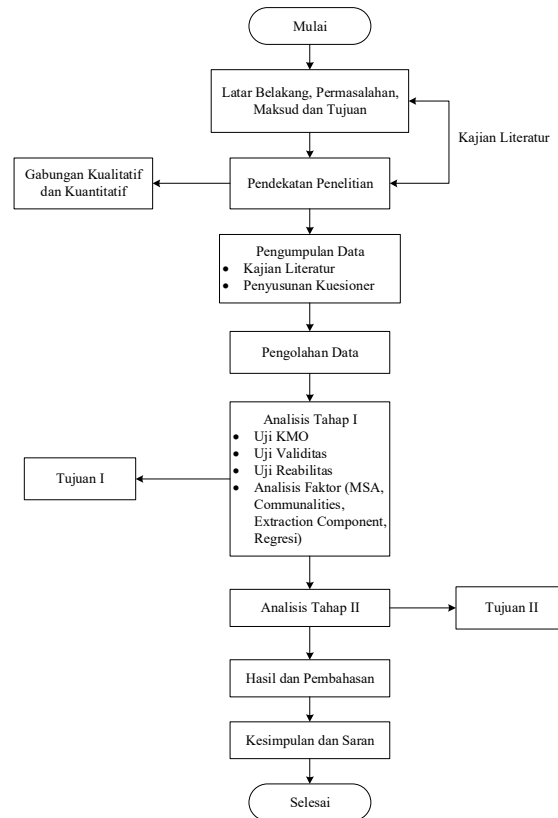 Mulai
Latar Belakang, Permasalahan,
Maksud dan Tujuan
Kajian Literatur
Gabungan Kualitatif
dan Kuantitatif
Pendekatan Penelitian
Pengumpulan Data
• Kajian Literatur
• Penyusunan Kuesioner
Pengolahan Data
Analisis Tahap I
• Uji KMO
• Uji Validitas
• Uji Reabilitas
• Analisis Faktor (MSA,
Communalities,
Extraction Component,
Regresi)
Tujuan I
Analisis Tahap II
Tujuan II
Hasil dan Pembahasan
Kesimpulan dan Saran
Selesai